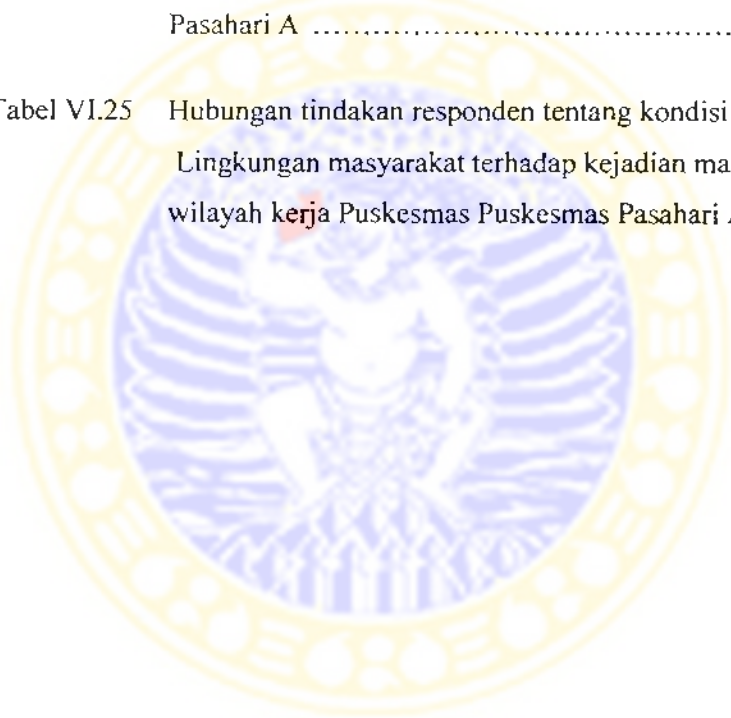 Pasahari A ..........................................
Tabel VI.25 Hubungan tindakan responden tentang kondisi
Lingkungan masyarakat terhadap kejadian ma
wilayah kerja Puskesmas Puskesmas Pasahari A